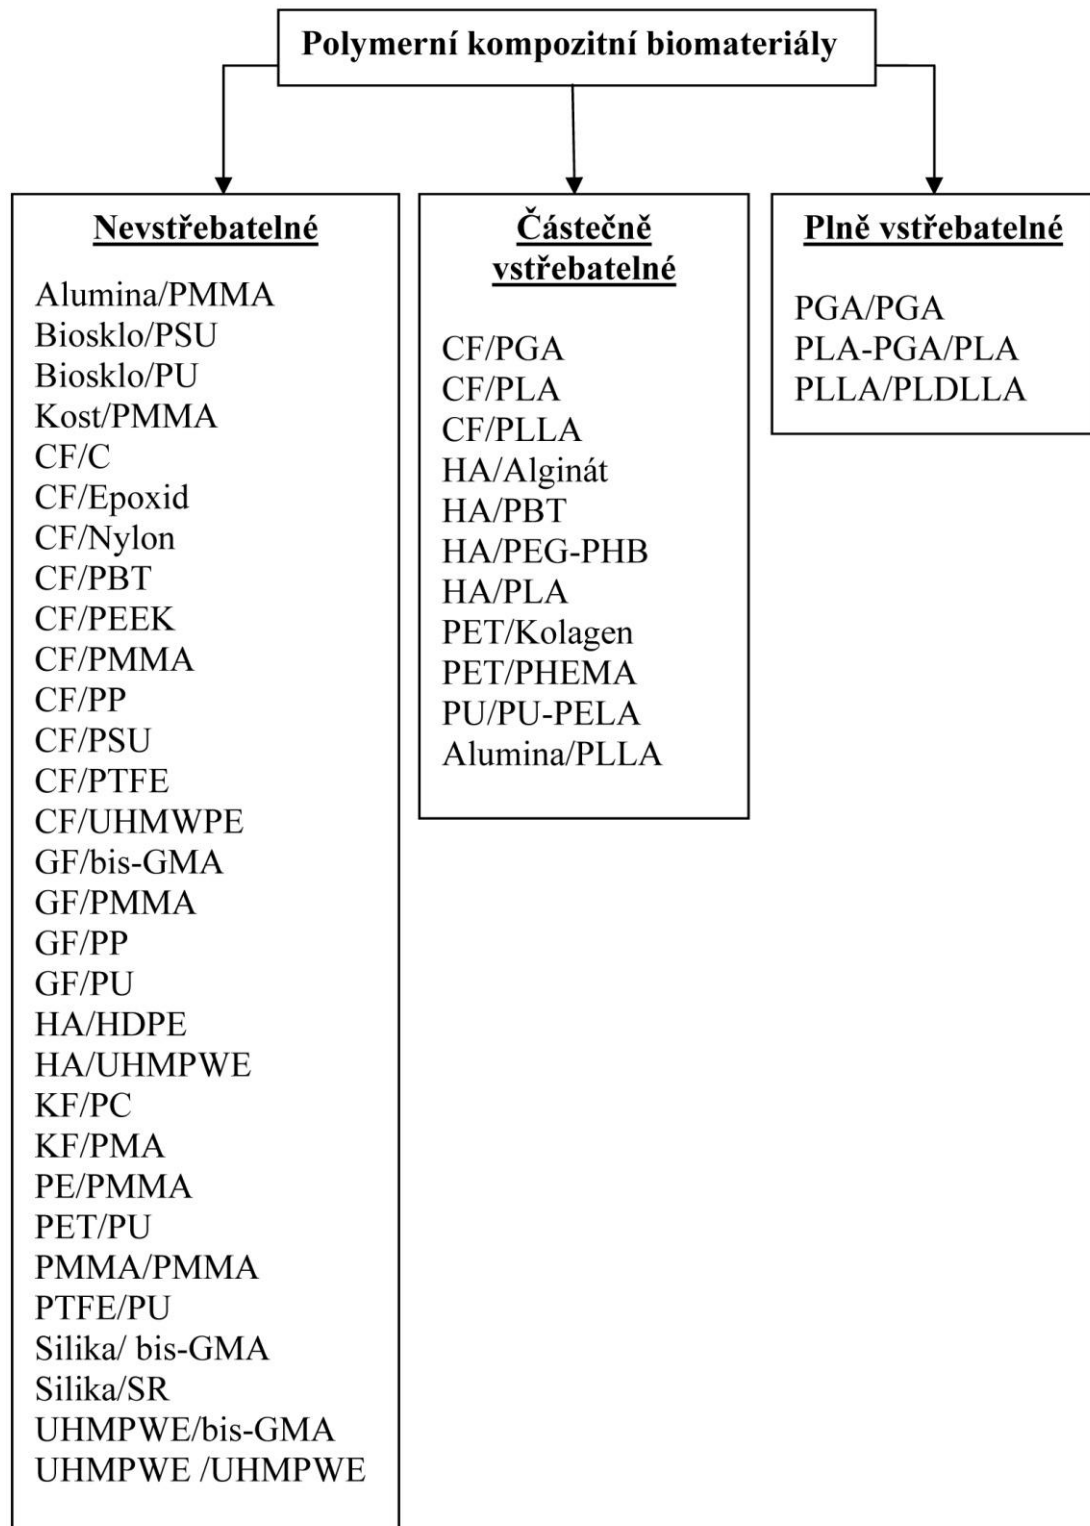 Polymerní kompozitní biomateriály
Nevstřebatelné
Alumina/PMMA
Biosklo/PSU
Biosklo/PU
Kost/PMMA
CF/C
CF/Epoxid
CF/Nylon
CF/PBT
CF/PEEK
CF/PMMA
CF/PP
CF/PSU
CF/PTFE
CF/UHMWPE
GF/bis-GMA
GF/PMMA
GF/PP
GF/PU
HA/HDPE
HA/UHMPWE
KF/PC
KF/PMA
PE/PMMA
PET/PU
PMMA/PMMA
PTFE/PU
Silika/ bis-GMA
Silika/SR
UHMPWE/bis-GMA
UHMPWE /UHMPWE
Částečně
vstřebatelné
CF/PGA
CF/PLA
CF/PLLA
HA/Alginát
HA/PBT
HA/PEG-PHB
HA/PLA
PET/Kolagen
PET/PHEMA
PU/PU-PELA
Alumina/PLLA
Plně vstřebatelné
PGA/PGA
PLA-PGA/PLA
PLLA/PLDLLA